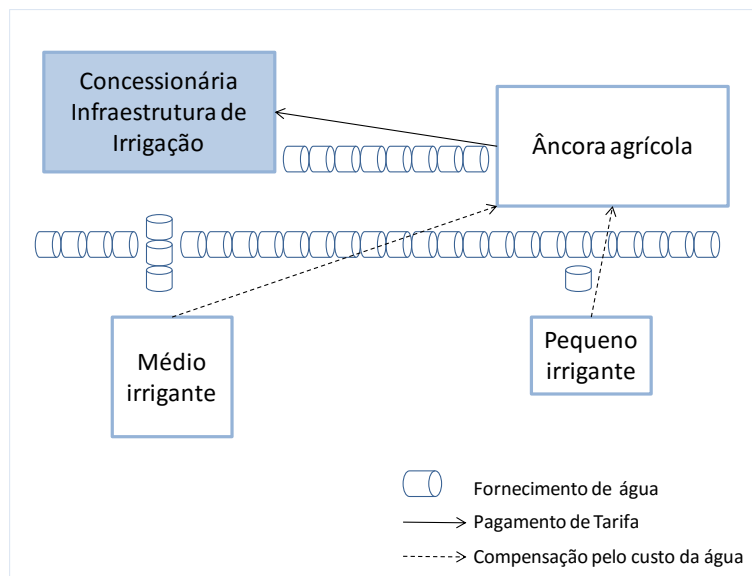 Concessionária
Infraestrutura de
Irrigação
Âncora agrícola
Médio
irrigante
Pequeno
irrigante
Fornecimento de água
Pagamento de Tarifa
Compensação pelo custo da água